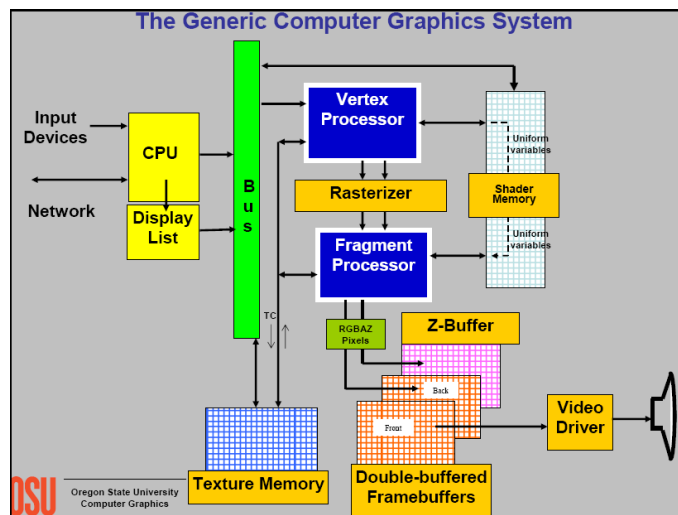 The Generic Computer Graphics System
Input
Devices
Network
CPU
Display
List
B
u
s
Vertex
Processor
Rasterizer
Fragment
Processor
Uniform
variables
Shader
Memory
Uniform
variables
TC
RGBAZ
Pixels
Z-Buffer
Back
Front
Video
Driver
Texture Memory
Double-buffered
Framebuffers
OSU
Oregon State University
Computer Graphics